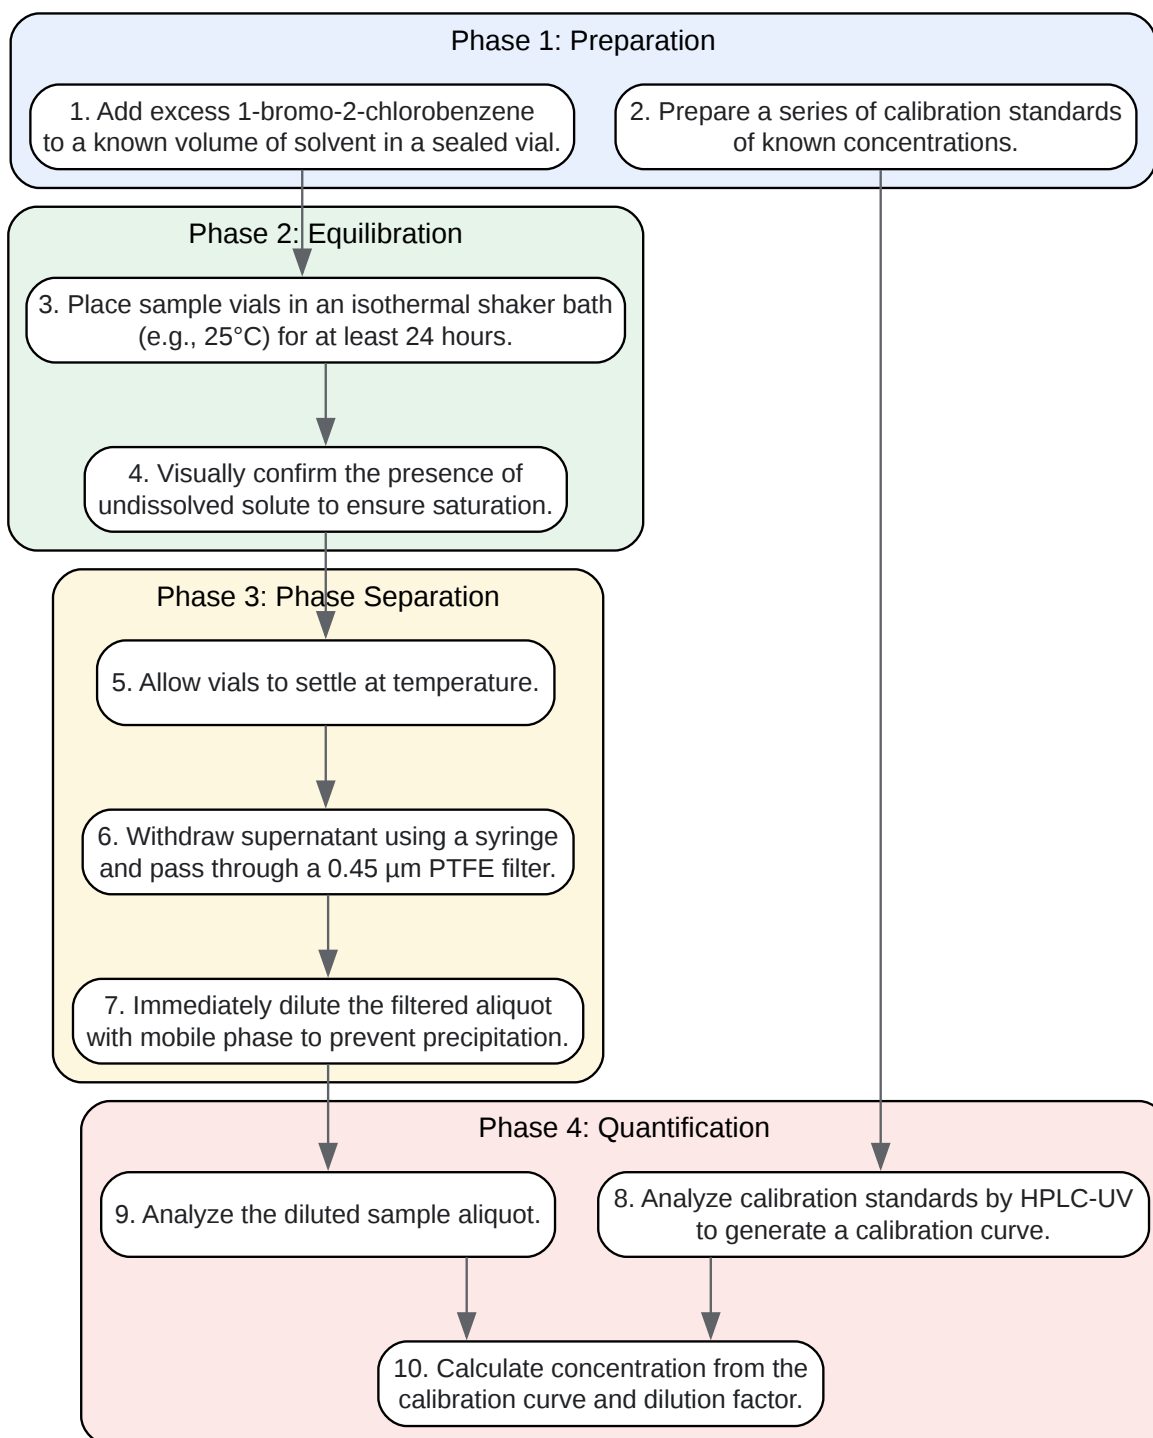 Phase 1: Preparation
1. Add excess 1-bromo-2-chlorobenzene
to a known volume of solvent in a sealed vial.
2. Prepare a series of calibration standards
of known concentrations.
Phase 2: Equilibration
3. Place sample vials in an isothermal shaker bath
(e.g., 25°C) for at least 24 hours.
4. Visually confirm the presence of
undissolved solute to ensure saturation.
Phase 3: Phase Separation
5. Allow vials to settle at temperature.
6. Withdraw supernatant using a syringe
and pass through a 0.45 µm PTFE filter.
7. Immediately dilute the filtered aliquot
with mobile phase to prevent precipitation.
Phase 4: Quantification
9. Analyze the diluted sample aliquot.
8. Analyze calibration standards by HPLC-UV
to generate a calibration curve.
10. Calculate concentration from the
calibration curve and dilution factor.